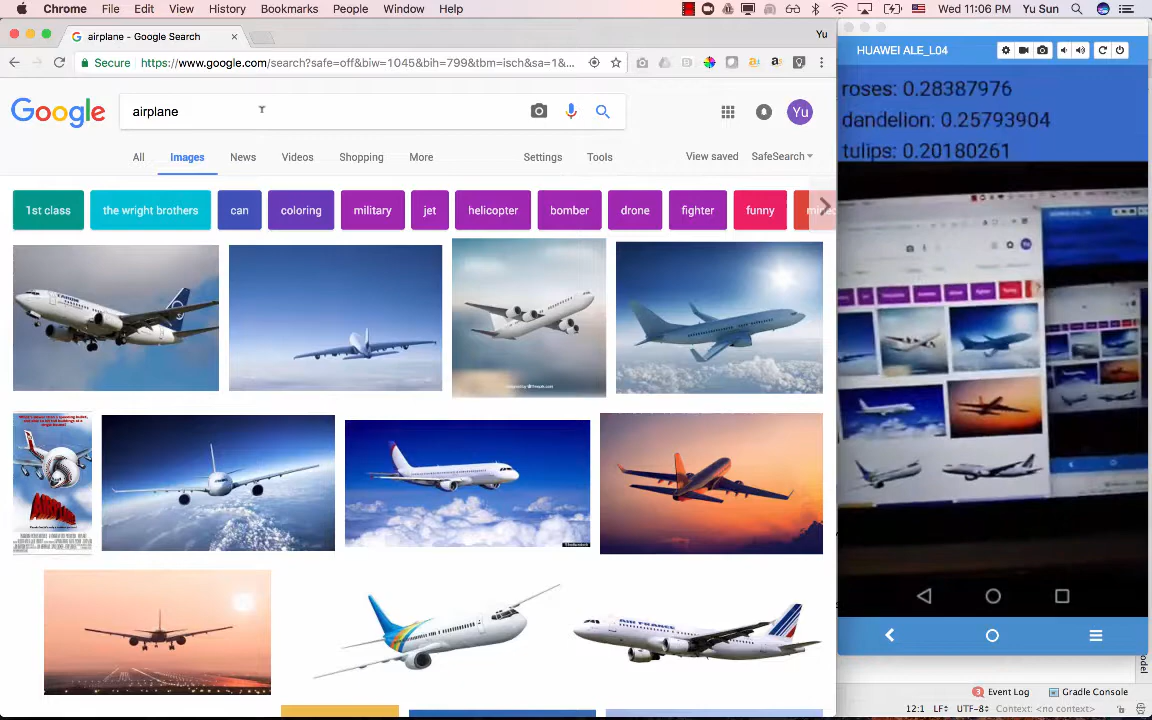 Chrome File Edit View History Bookmarks People Window Help
Wed 11:06 PM Yu Sun
airplane - Google Search
Yu
Secure https://www.google.com/search?safe=off&biw=1045&bih=799&tbm=isch&sa=1&...
HUAWEI ALE_L04
roses: 0.28387976
dandelion: 0.25793904
tulips: 0.20180261
Google airplane
Yu
All Images News Videos Shopping More Settings Tools View saved SafeSearch
1st class the wright brothers can coloring military jet helicopter bomber drone fighter funny
AIR FRANCE
3 Event Log Gradle Console
12:1 LF UTF-8 Context: <no context>